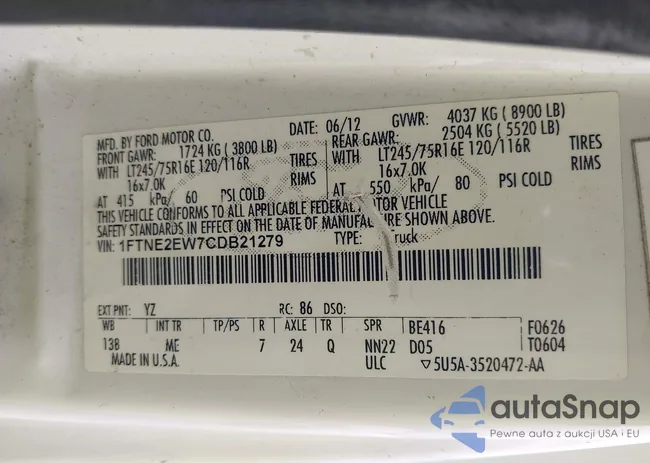 MFD. BY FORD MOTOR CO. DATE: 06/12 GVWR: 4037 KG ( 8900 LB)
FRONT GAWR: 1724 KG ( 3800 LB) REAR GAWR: 2504 KG ( 5520 LB)
WITH LT245/75R16E 120/116R TIRES WITH LT245/75R16E 120/116R TIRES
16x7.0K RIMS 16x7.0K RIMS
AT 415 kPa/ 60 PSI COLD AT 550 kPa/ 80 PSI COLD
THIS VEHICLE CONFORMS TO ALL APPLICABLE FEDERAL MOTOR VEHICLE
SAFETY STANDARDS IN EFFECT ON THE DATE OF MANUFACTURE SHOWN ABOVE.
VIN: 1FTNE2EW7CDB21279 TYPE: Truck
EXT PNT: YZ RC: 86 DSO:
WB INT TR TP/PS R AXLE TR SPR BE416 F0626
138 ME 7 24 Q NN22 D05 T0604
MADE IN U.S.A. ULC ▽5U5A-3520472-AA
autaSnap
Pewne auta z aukcji USA i EU